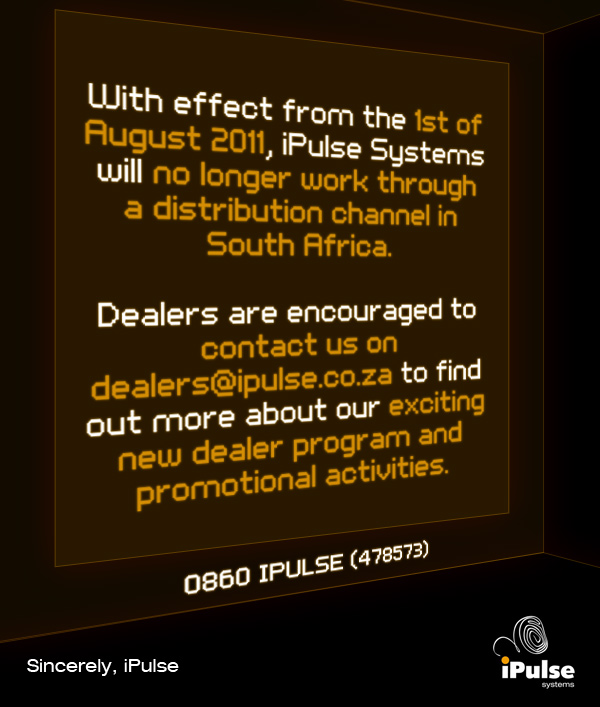 With effect from the 1st of
August 2011, iPulse Systems
will no longer work through
a distribution channel in
South Africa.
Dealers are encouraged to
contact us on
dealers@ipulse.co.za to find
out more about our exciting
new dealer program and
promotional activities.
0860 IPULSE (478573)
Sincerely, iPulse
iPulse
systems